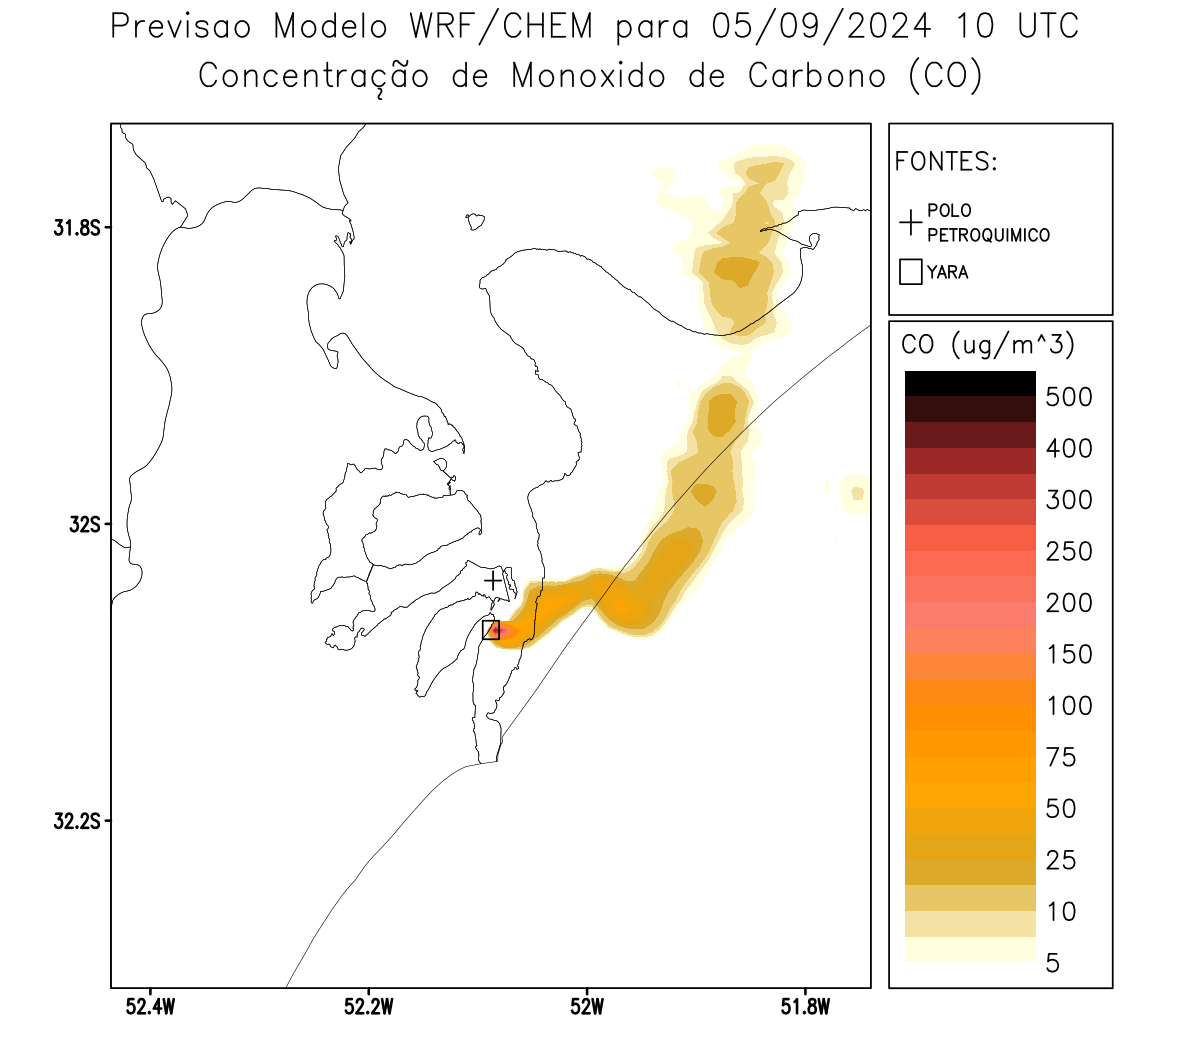 Previsao Modelo WRF/CHEM para 05/09/2024 10 UTC
Concentração de Monoxido de Carbono (CO)
FONTES:
POLO
PETROQUIMICO
YARA
CO (ug/m^3)
500
400
300
250
200
150
100
75
50
25
10
5
31.8S
32S
32.2S
52.4W
52.2W
52W
51.8W